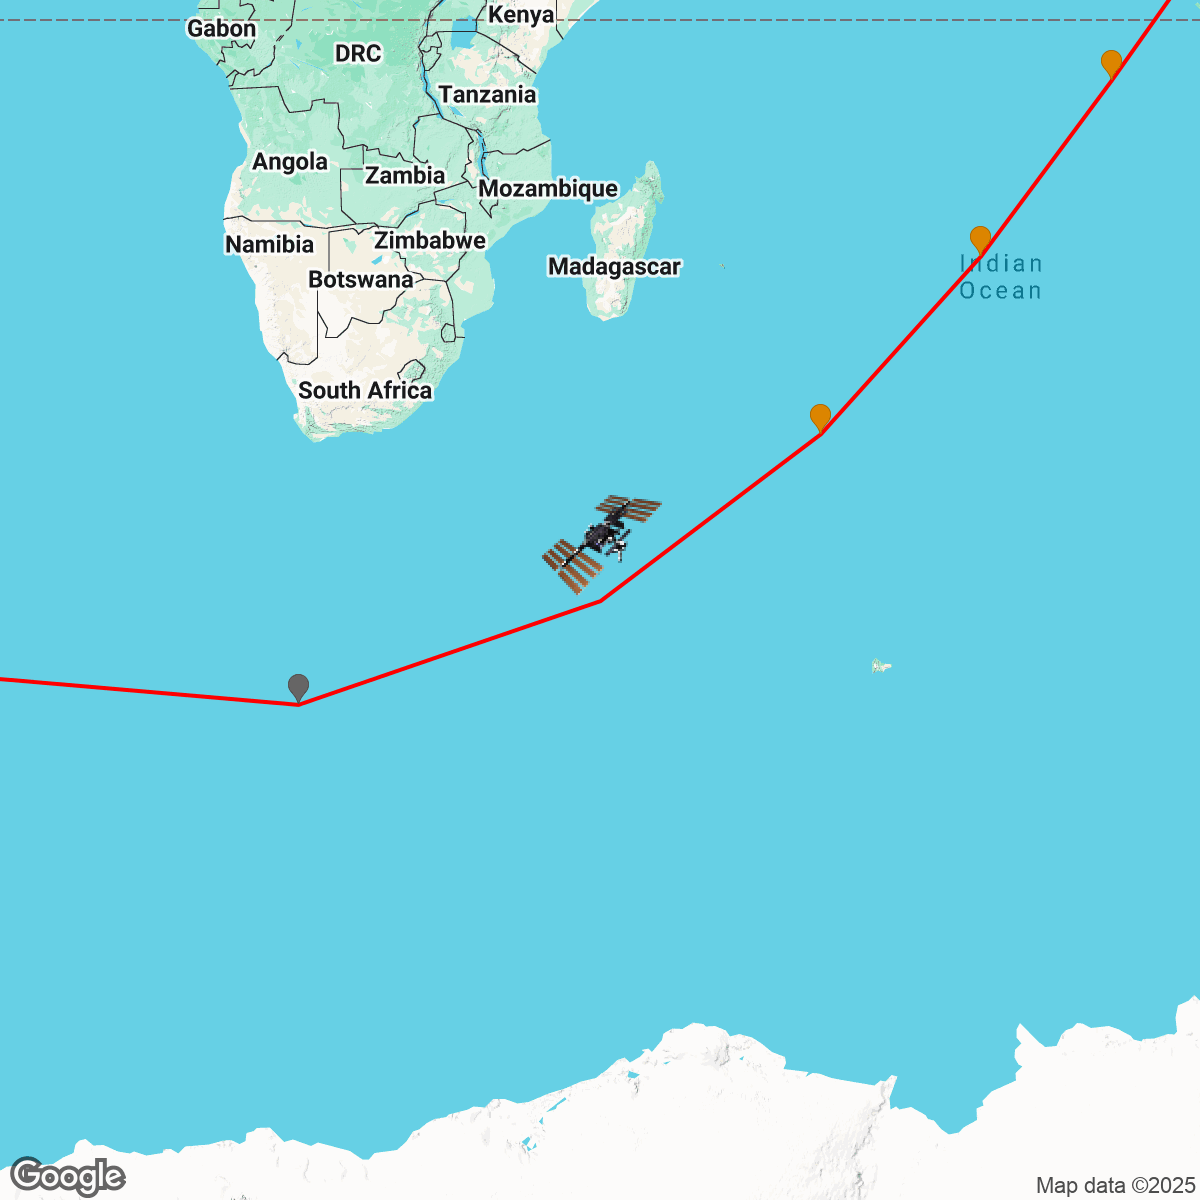 Kenya
Gabon
DRC
Tanzania
Angola
Zambia
Mozambique
Namibia
Zimbabwe
Madagascar
Indian
Ocean
Botswana
South Africa
Google
Map data ©2025